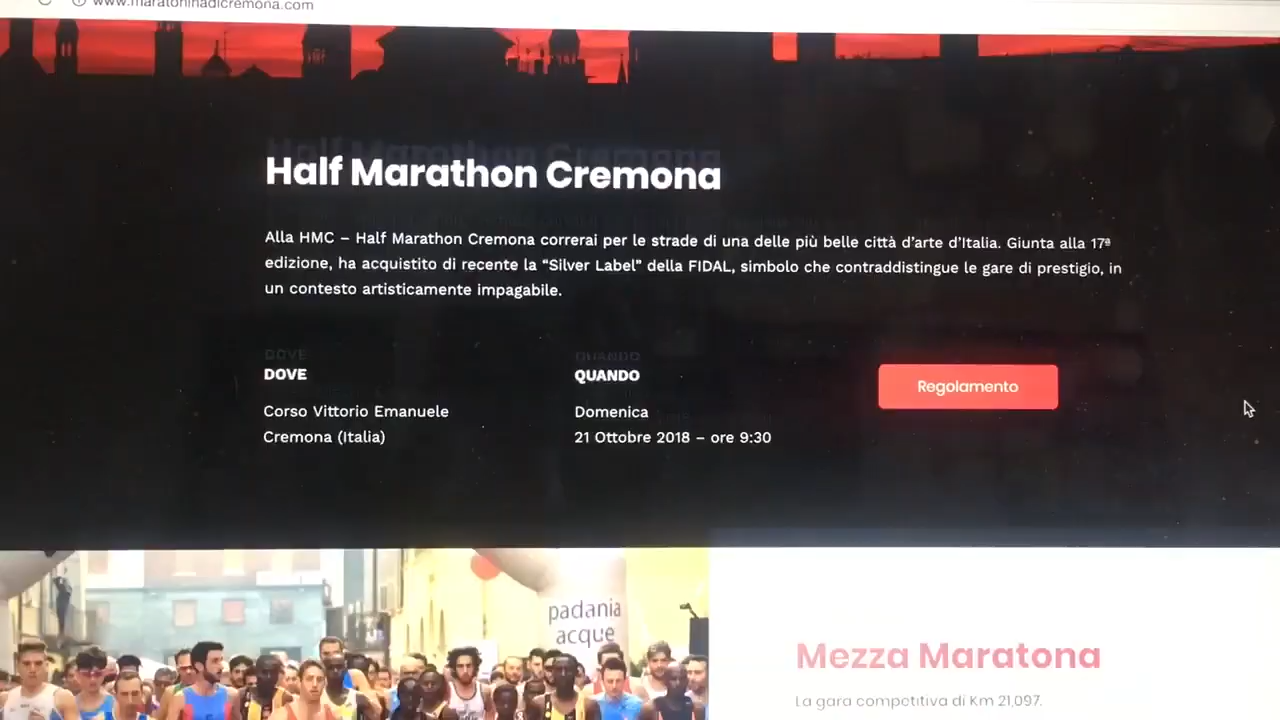 www.maratoninadicremona.com
Half Marathon Cremona
Alla HMC – Half Marathon Cremona correrai per le strade di una delle più belle città d'arte d'Italia. Giunta alla 17ª
edizione, ha acquistito di recente la “Silver Label” della FIDAL, simbolo che contraddistingue le gare di prestigio, in
un contesto artisticamente impagabile.
DOVE
QUANDO
Regolamento
Corso Vittorio Emanuele
Domenica
Cremona (Italia)
21 Ottobre 2018 – ore 9:30
padania
acque
Mezza Maratona
La gara competitiva di Km 21,097.